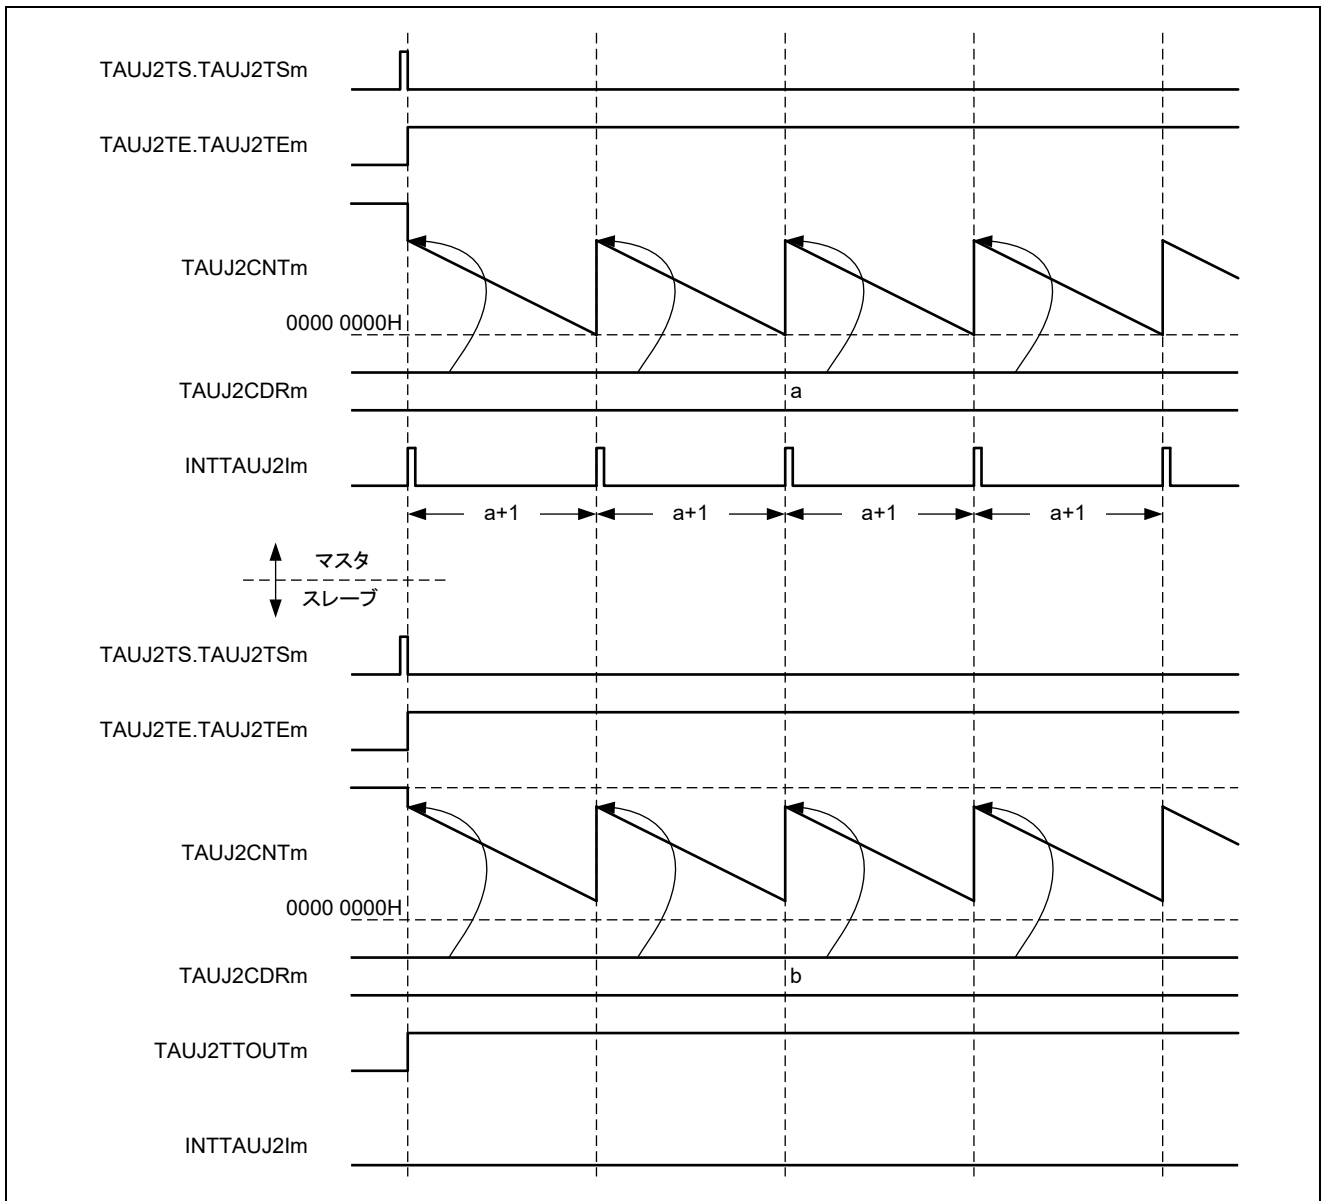 TAUJ2TS.TAUJ2TSm
TAUJ2TE.TAUJ2TEm
TAUJ2CNTm
0000 0000H
TAUJ2CDRm
a
INTTAUJ2Im
a+1
a+1
a+1
a+1
マスタ
スレーブ
TAUJ2TS.TAUJ2TSm
TAUJ2TE.TAUJ2TEm
TAUJ2CNTm
0000 0000H
TAUJ2CDRm
b
TAUJ2TTOUTm
INTTAUJ2Im